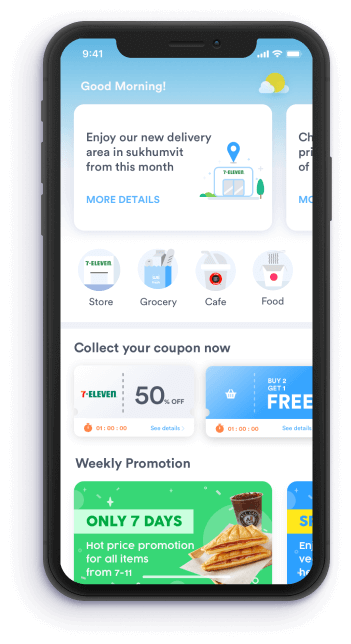 9:41
Good Morning!
Enjoy our new delivery
area in sukhumvit
from this month
MORE DETAILS
7-ELEVEN
Ch
pri
of
MO
7-ELEVEN
Store
Grocery
Cafe
Food
Collect your coupon now
7-ELEVEN
50% OFF
01 : 00 : 00
See details
BUY 2
GET 1
FREE
01 : 00 : 00
See details
Weekly Promotion
ONLY 7 DAYS
Hot price promotion
for all items
from 7-11
Enj
ve